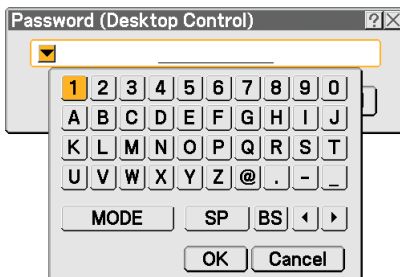 Password (Desktop Control) ? X
1 2 3 4 5 6 7 8 9 0
A B C D E F G H I J
K L M N O P Q R S T
U V W X Y Z @ . - _
MODE SP BS
OK Cancel